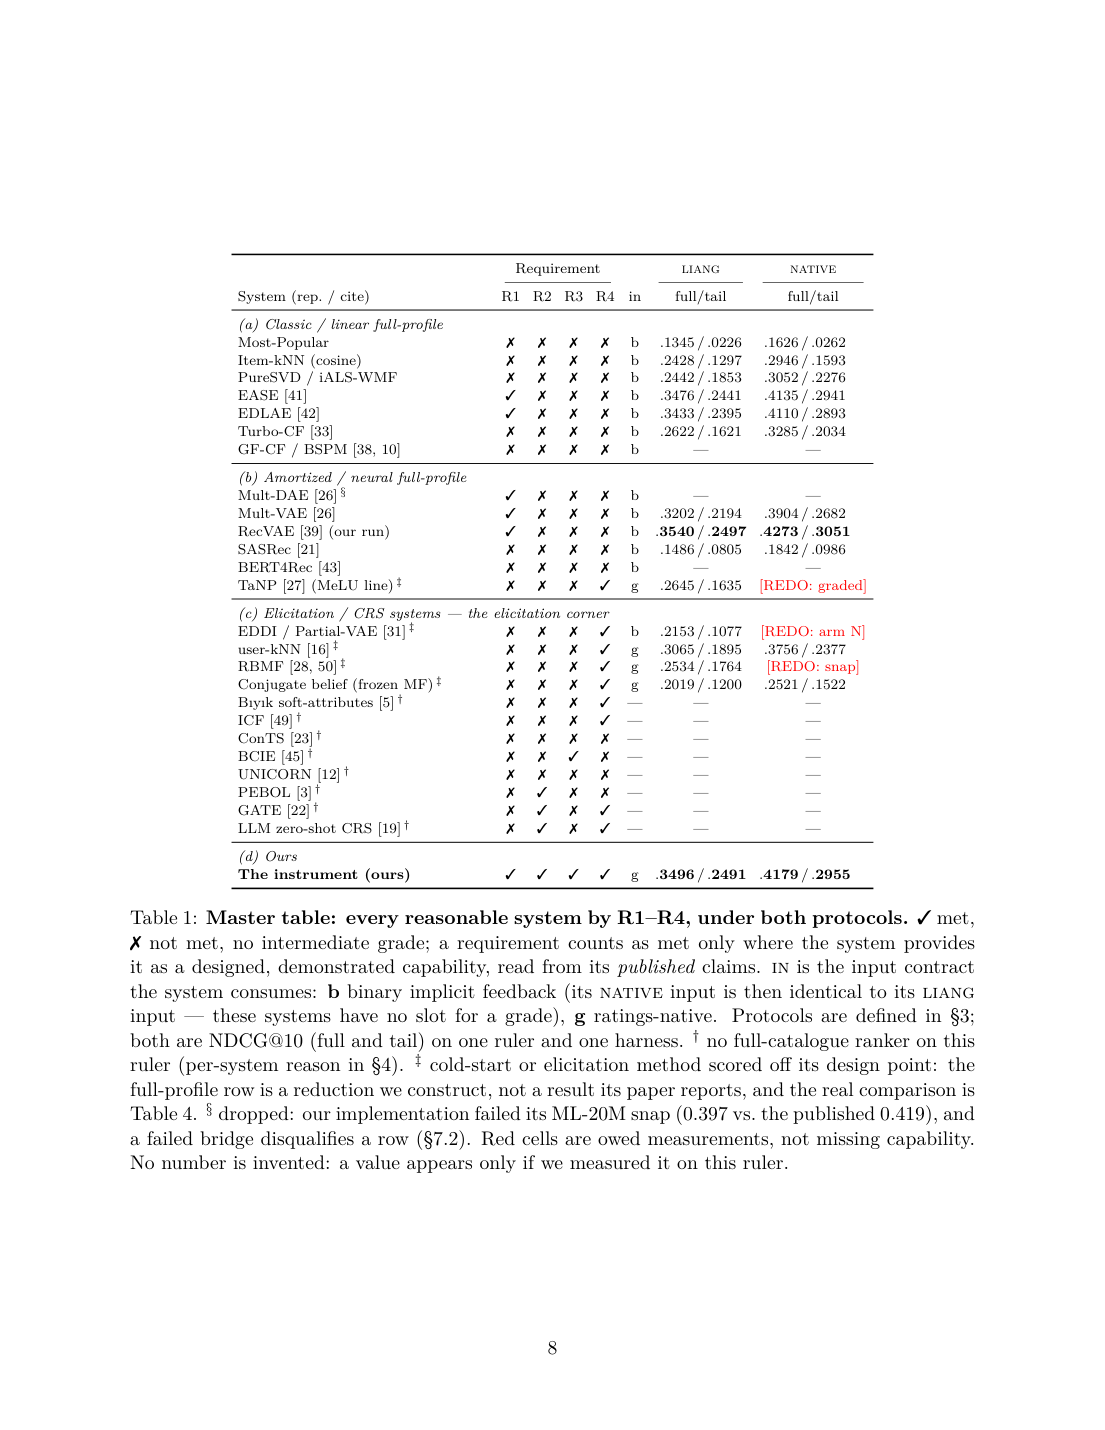 Requirement LIANG NATIVE
System (rep. / cite) R1 R2 R3 R4 in full/tail full/tail
(a) Classic / linear full-profile
Most-Popular ✗ ✗ ✗ ✗ b .1345 / .0226 .1626 / .0262
Item-kNN (cosine) ✗ ✗ ✗ ✗ b .2428 / .1297 .2946 / .1593
PureSVD / iALS-WMF ✗ ✗ ✗ ✗ b .2442 / .1853 .3052 / .2276
EASE [41] ✓ ✗ ✗ ✗ b .3476 / .2441 .4135 / .2941
EDLAE [42] ✓ ✗ ✗ ✗ b .3433 / .2395 .4110 / .2893
Turbo-CF [33] ✗ ✗ ✗ ✗ b .2622 / .1621 .3285 / .2034
GF-CF / BSPM [38, 10] ✗ ✗ ✗ ✗ b — —
(b) Amortized / neural full-profile
Mult-DAE [26] § ✓ ✗ ✗ ✗ b — —
Mult-VAE [26] ✓ ✗ ✗ ✗ b .3202 / .2194 .3904 / .2682
RecVAE [39] (our run) ✓ ✗ ✗ ✗ b .3540 / .2497 .4273 / .3051
SASRec [21] ✗ ✗ ✗ ✗ b .1486 / .0805 .1842 / .0986
BERT4Rec [43] ✗ ✗ ✗ ✗ b — —
TaNP [27] (MeLU line) ‡ ✗ ✗ ✗ ✓ g .2645 / .1635 [REDO: graded]
(c) Elicitation / CRS systems — the elicitation corner
EDDI / Partial-VAE [31] ‡ ✗ ✗ ✗ ✓ b .2153 / .1077 [REDO: arm N]
user-kNN [16] ‡ ✗ ✗ ✗ ✓ g .3065 / .1895 .3756 / .2377
RBMF [28, 50] ‡ ✗ ✗ ✗ ✓ g .2534 / .1764 [REDO: snap]
Conjugate belief (frozen MF) ‡ ✗ ✗ ✗ ✓ g .2019 / .1200 .2521 / .1522
Bıyık soft-attributes [5] † ✗ ✗ ✗ ✓ — — —
ICF [49] † ✗ ✗ ✗ ✓ — — —
ConTS [23] † ✗ ✗ ✗ ✗ — — —
BCIE [45] † ✗ ✗ ✓ ✗ — — —
UNICORN [12] † ✗ ✗ ✗ ✗ — — —
PEBOL [3] † ✗ ✓ ✗ ✗ — — —
GATE [22] † ✗ ✓ ✗ ✓ — — —
LLM zero-shot CRS [19] † ✗ ✓ ✗ ✓ — — —
(d) Ours
The instrument (ours) ✓ ✓ ✓ ✓ g .3496 / .2491 .4179 / .2955
Table 1: Master table: every reasonable system by R1–R4, under both protocols. ✓ met,
✗ not met, no intermediate grade; a requirement counts as met only where the system provides
it as a designed, demonstrated capability, read from its published claims. IN is the input contract
the system consumes: b binary implicit feedback (its NATIVE input is then identical to its LIANG
input — these systems have no slot for a grade), g ratings-native. Protocols are defined in §3;
both are NDCG@10 (full and tail) on one ruler and one harness. † no full-catalogue ranker on this
ruler (per-system reason in §4). ‡ cold-start or elicitation method scored off its design point: the
full-profile row is a reduction we construct, not a result its paper reports, and the real comparison is
Table 4. § dropped: our implementation failed its ML-20M snap (0.397 vs. the published 0.419), and
a failed bridge disqualifies a row (§7.2). Red cells are owed measurements, not missing capability.
No number is invented: a value appears only if we measured it on this ruler.
8